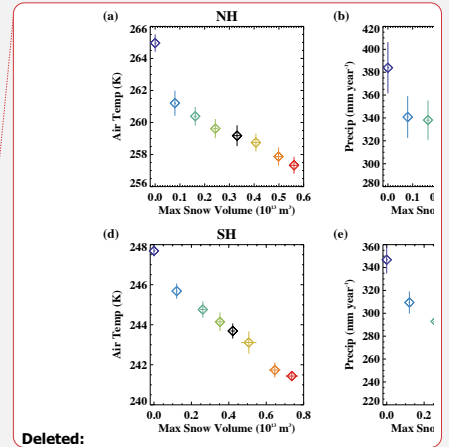 (a) NH (b)
266
264
262
260
258
256
Air Temp (K)
0.0 0.1 0.2 0.3 0.4 0.5 0.6
Max Snow Volume (10¹³ m³)
420
400
380
360
340
320
300
280
Precip (mm year⁻¹)
0.0 0.1
Max Sno
(d) SH (e)
248
246
244
242
240
Air Temp (K)
0.0 0.2 0.4 0.6 0.8
Max Snow Volume (10¹³ m³)
360
340
320
300
280
260
240
220
Precip (mm year⁻¹)
0.0 0.2
Max Sno
Deleted: